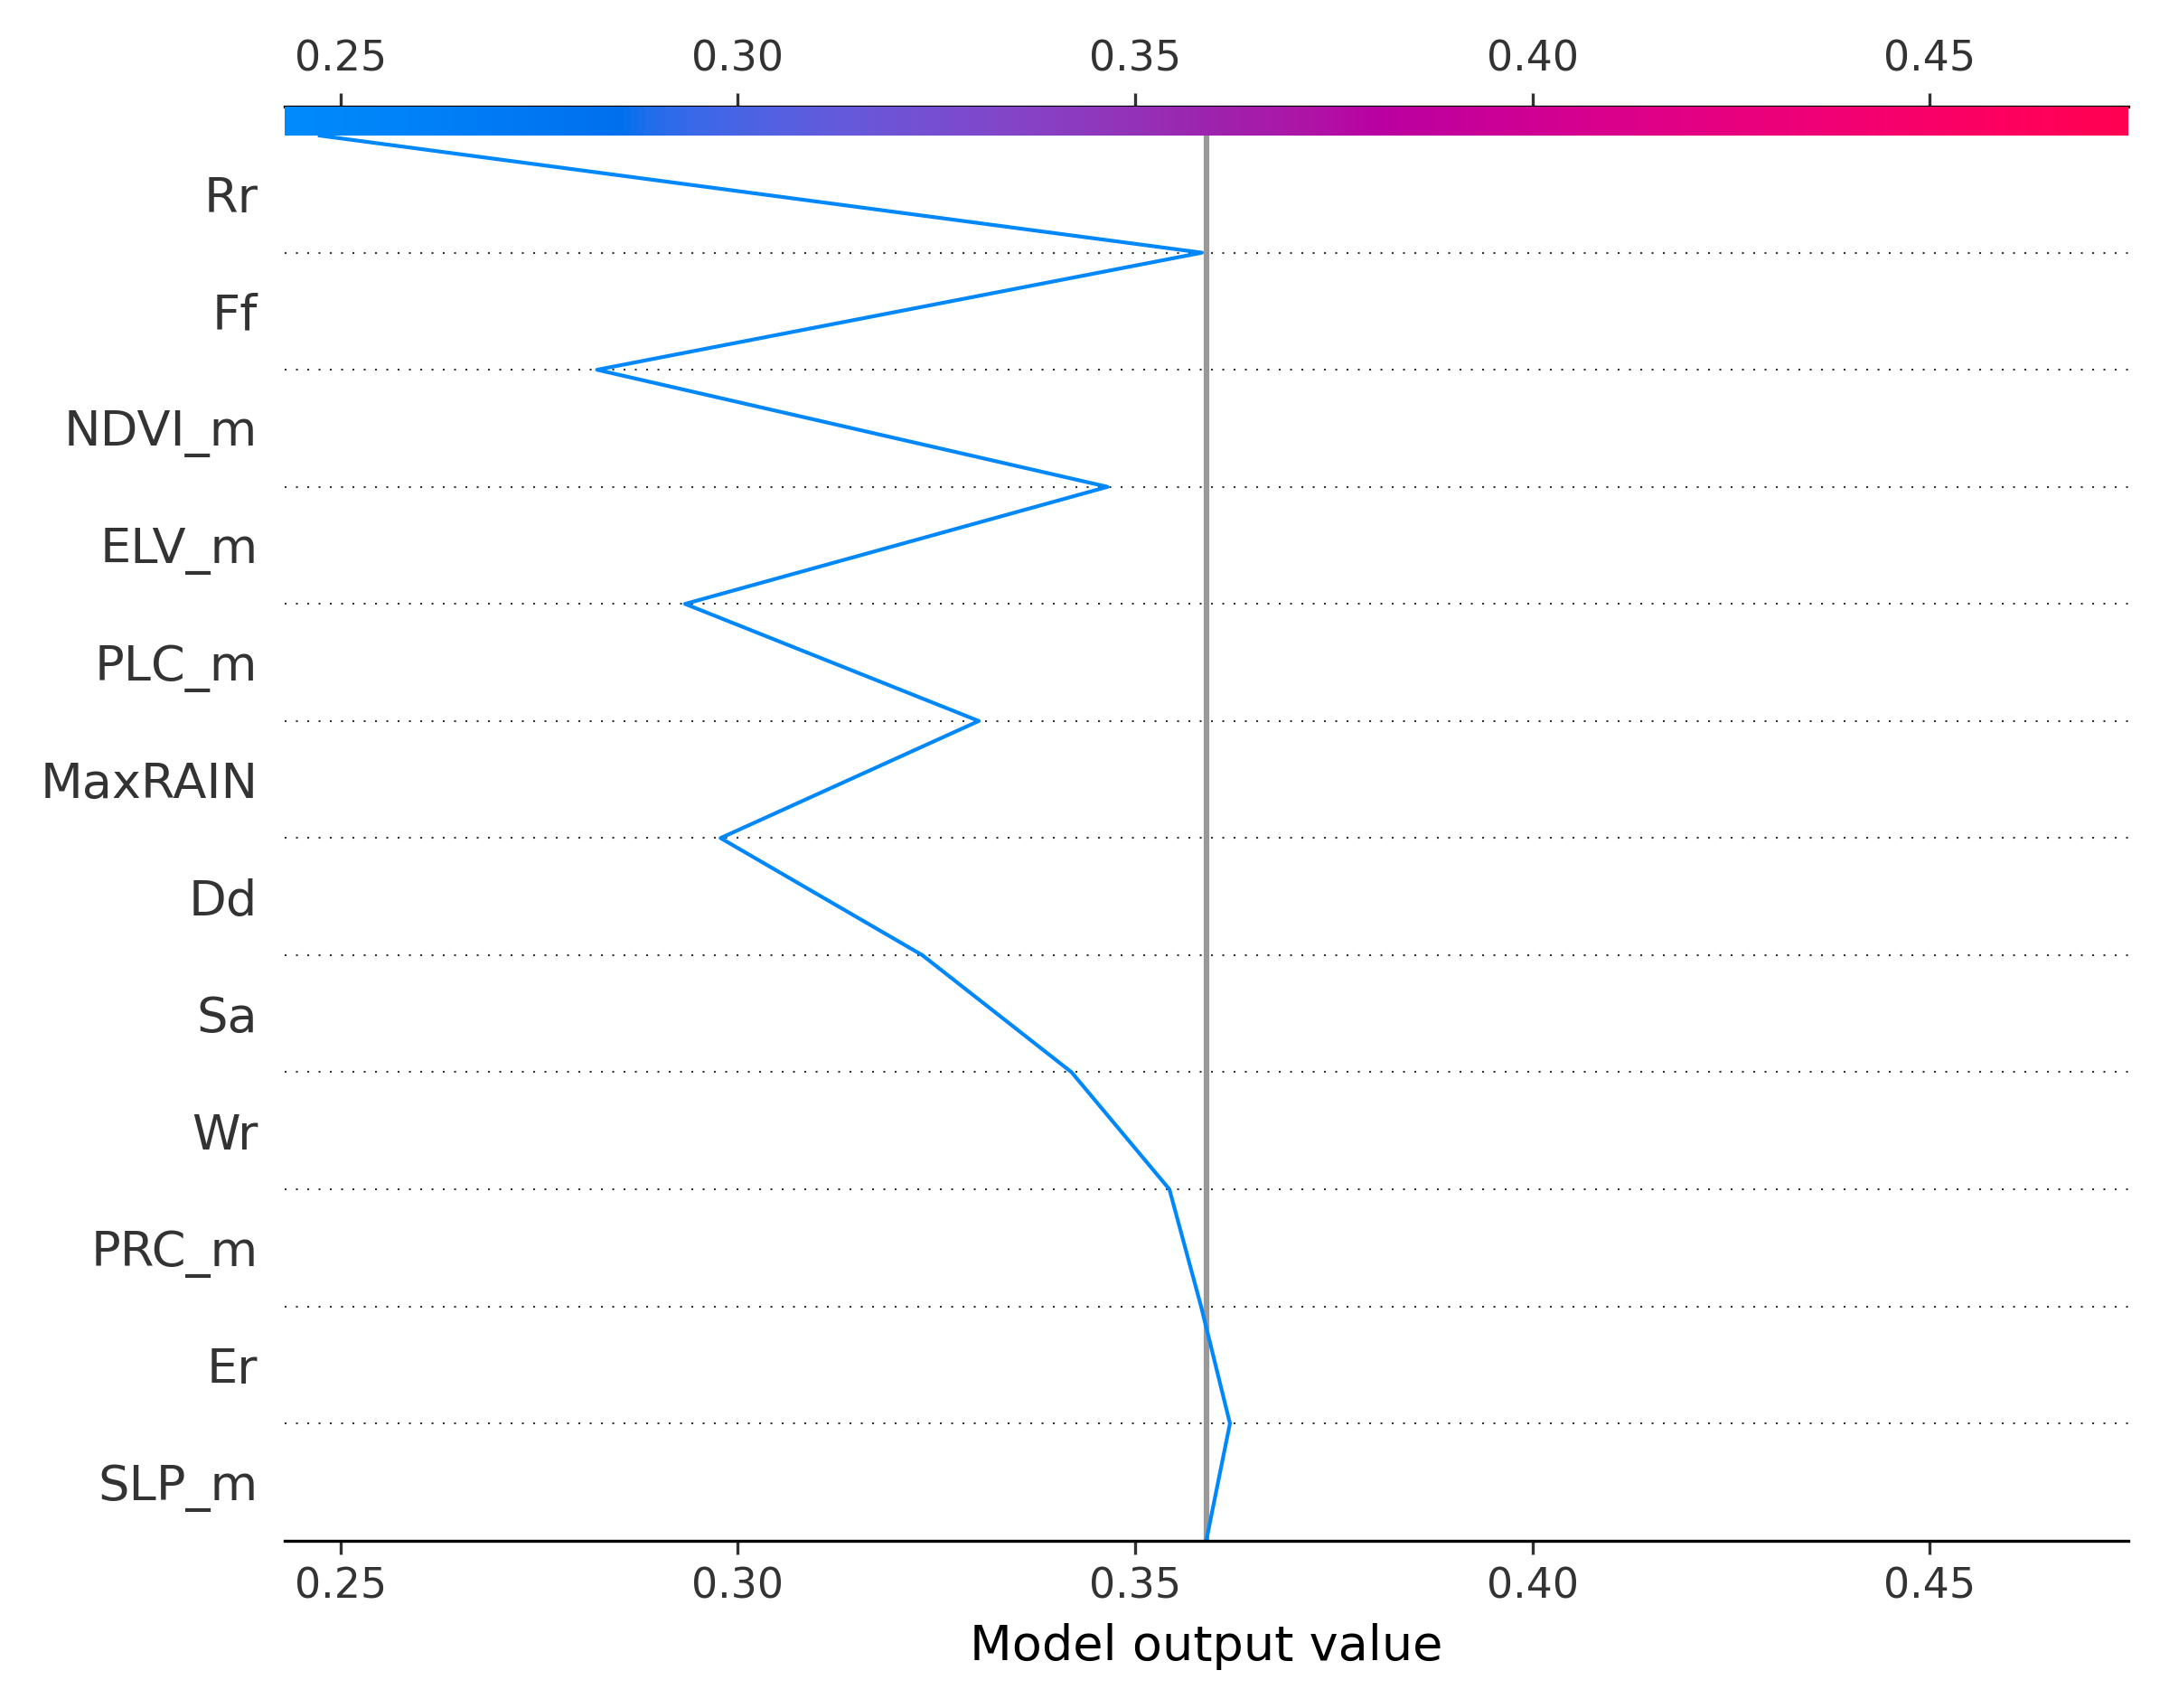 0.25 0.30 0.35 0.40 0.45
Rr
Ff
NDVI_m
ELV_m
PLC_m
MaxRAIN
Dd
Sa
Wr
PRC_m
Er
SLP_m
0.25 0.30 0.35 0.40 0.45
Model output value